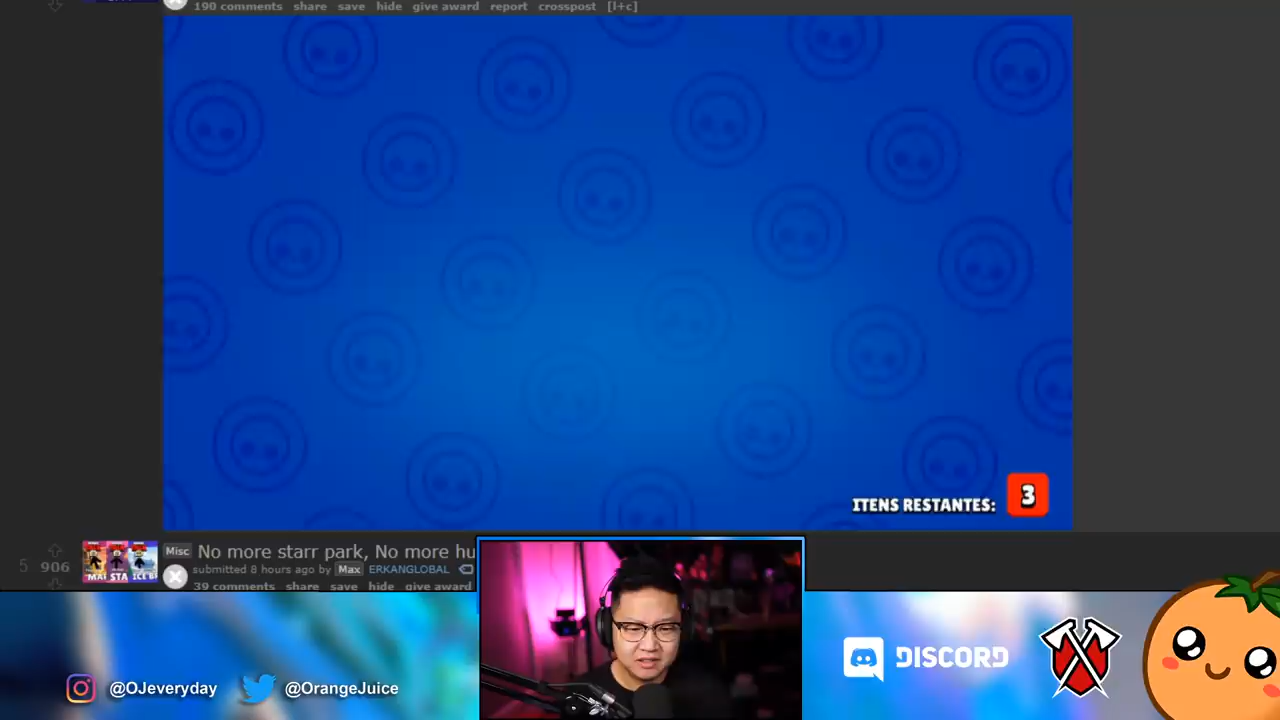 190 comments share save hide give award report crosspost [l+c]
ITENS RESTANTES: 3
5 906 Misc No more starr park, No more hu
submitted 8 hours ago by Max ERKANGLOBAL
39 comments share save hide give award
@OJeveryday @OrangeJuice
DISCORD